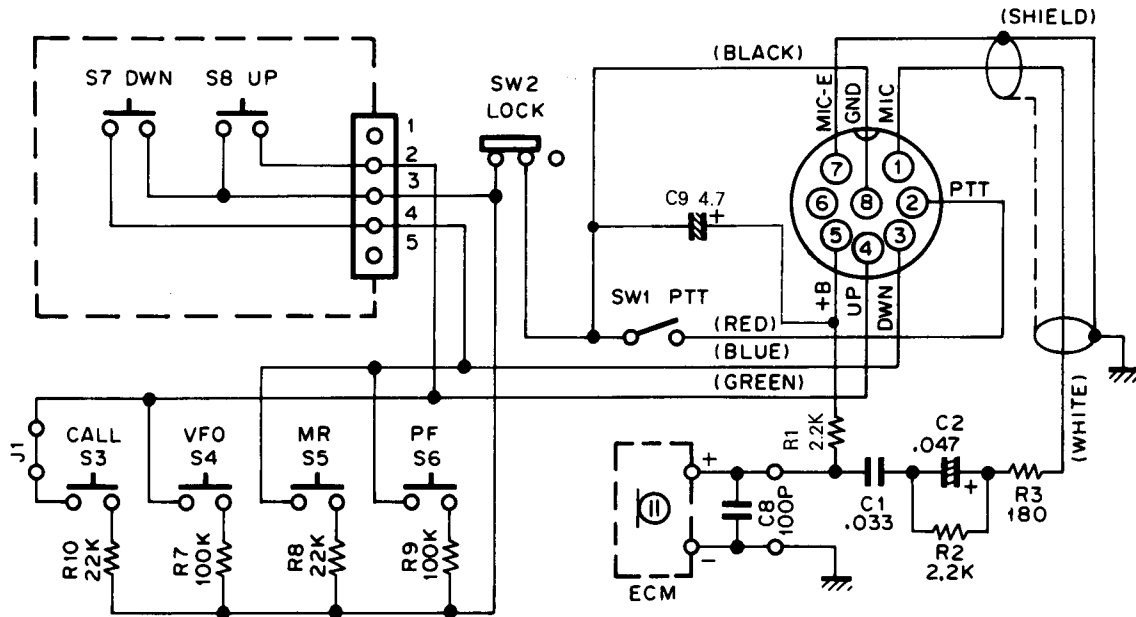 (SHIELD)
(BLACK)
S7 DWN
S8 UP
SW2
LOCK
1
2
3
4
5
MIC-E
GND
MIC
7
1
6
8
2
5
4
3
PTT
C9 4.7
+
+B
UP
DWN
SW1 PTT
(RED)
(BLUE)
(GREEN)
(WHITE)
J1
CALL
S3
VFO
S4
MR
S5
PF
S6
R10
22K
R7
100K
R8
22K
R9
100K
R1
2.2K
+
-
ECM
C8
100P
C1
.033
C2
.047
+
R2
2.2K
R3
180